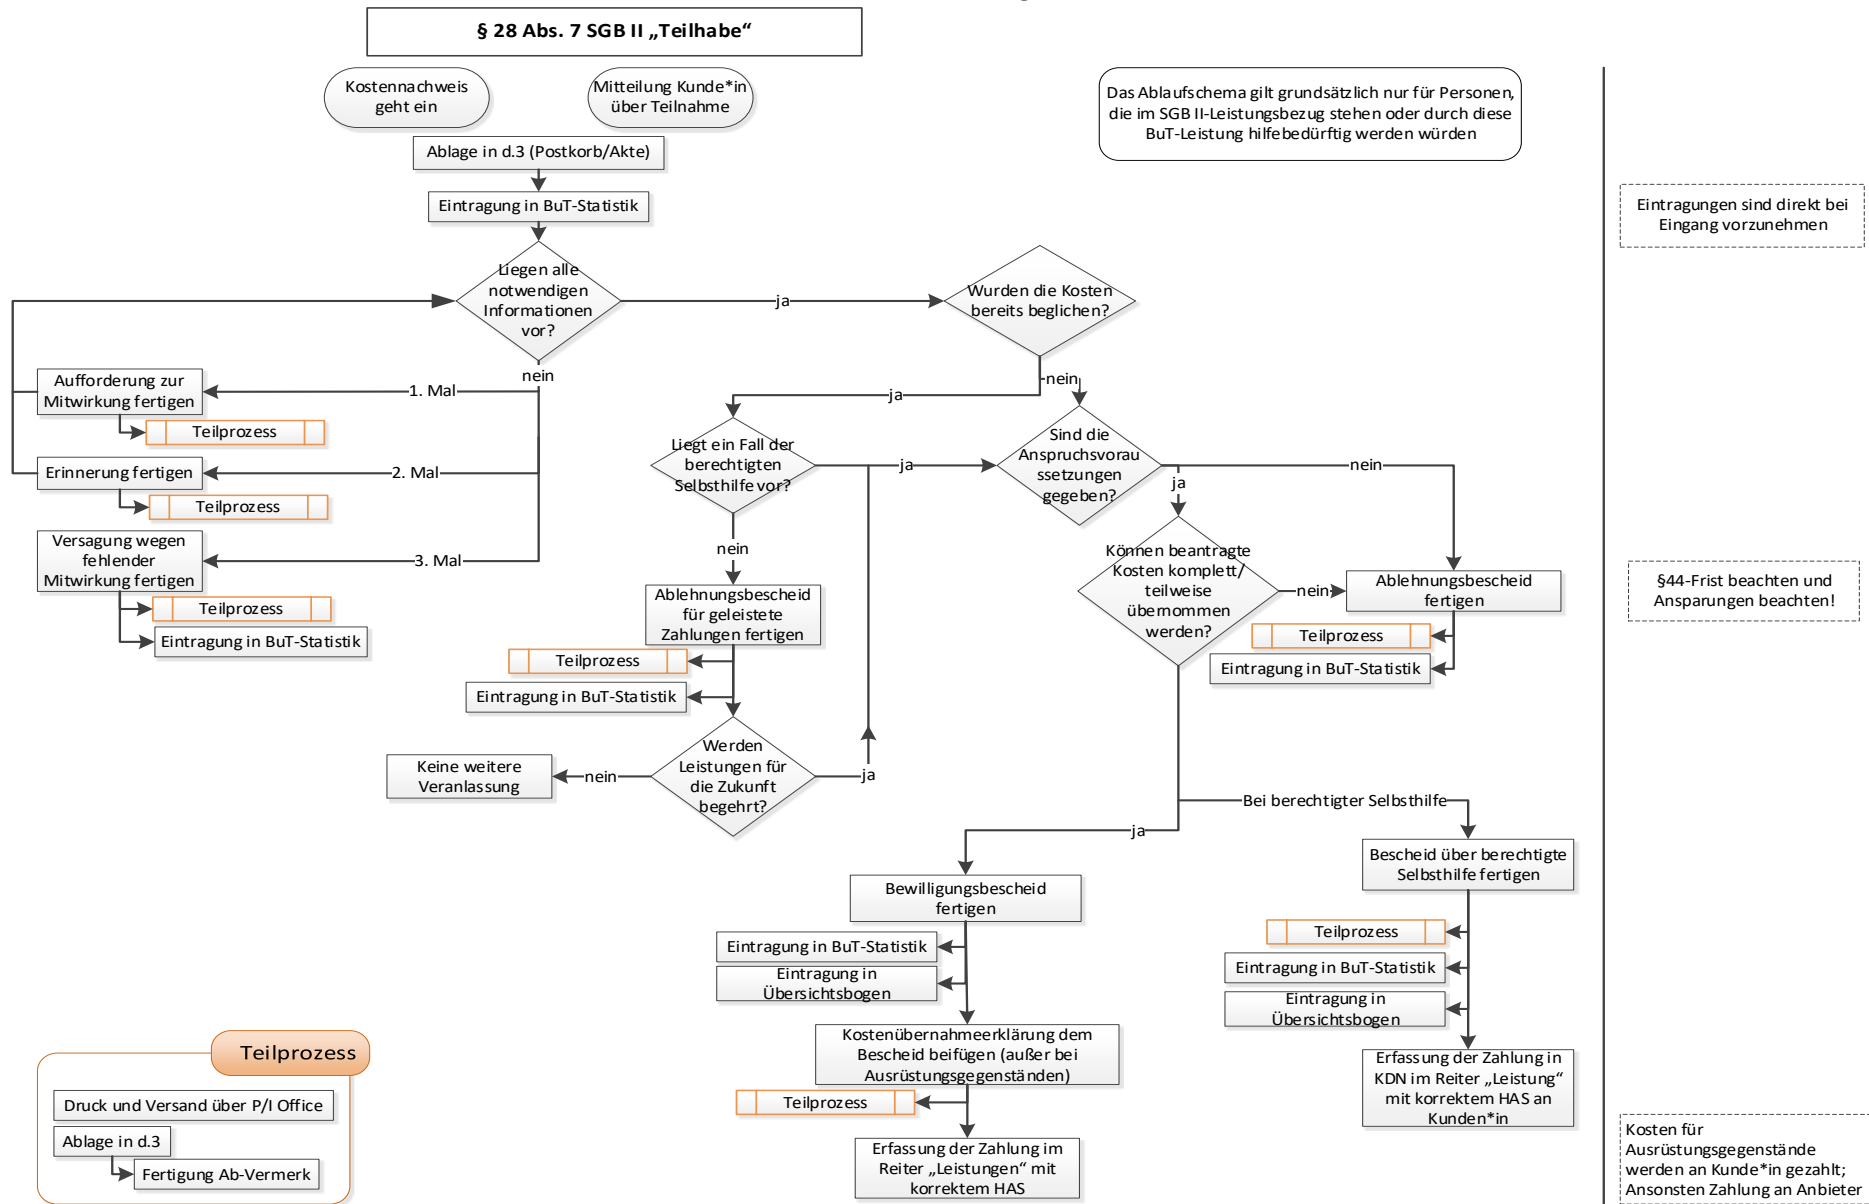 § 28 Abs. 7 SGB II „Teilhabe“
Kostennachweis
geht ein
Mitteilung Kunde*in
über Teilnahme
Das Ablaufschema gilt grundsätzlich nur für Personen,
die im SGB II-Leistungsbezug stehen oder durch diese
BuT-Leistung hilfebedürftig werden würden
Ablage in d.3 (Postkorb/Akte)
Eintragung in BuT-Statistik
Eintragungen sind direkt bei
Eingang vorzunehmen
Liegen alle
notwendigen
Informationen
vor?
ja
Wurden die Kosten
bereits beglichen?
nein
Aufforderung zur
Mitwirkung fertigen
1. Mal
Teilprozess
Erinnerung fertigen
2. Mal
Teilprozess
Versagung wegen
fehlender
Mitwirkung fertigen
3. Mal
Teilprozess
Eintragung in BuT-Statistik
ja
nein
Liegt ein Fall der
berechtigten
Selbsthilfe vor?
ja
Sind die
Anspruchsvorau
ssetzungen
gegeben?
nein
ja
nein
Ablehnungsbescheid
für geleistete
Zahlungen fertigen
Teilprozess
Eintragung in BuT-Statistik
Können beantragte
Kosten komplett/
teilweise
übernommen
werden?
nein
Ablehnungsbescheid
fertigen
Teilprozess
Eintragung in BuT-Statistik
§44-Frist beachten und
Ansparungen beachten!
Werden
Leistungen für
die Zukunft
begehrt?
nein
Keine weitere
Veranlassung
ja
Bei berechtigter Selbsthilfe
ja
Bewilligungsbescheid
fertigen
Eintragung in BuT-Statistik
Eintragung in
Übersichtsbogen
Kostenübernahmeerklärung dem
Bescheid beifügen (außer bei
Ausrüstungsgegenständen)
Teilprozess
Erfassung der Zahlung im
Reiter „Leistungen“ mit
korrektem HAS
Bescheid über berechtigte
Selbsthilfe fertigen
Teilprozess
Eintragung in BuT-Statistik
Eintragung in
Übersichtsbogen
Erfassung der Zahlung in
KDN im Reiter „Leistung“
mit korrektem HAS an
Kunden*in
Teilprozess
Druck und Versand über P/I Office
Ablage in d.3
Fertigung Ab-Vermerk
Kosten für
Ausrüstungsgegenstände
werden an Kunde*in gezahlt;
Ansonsten Zahlung an Anbieter